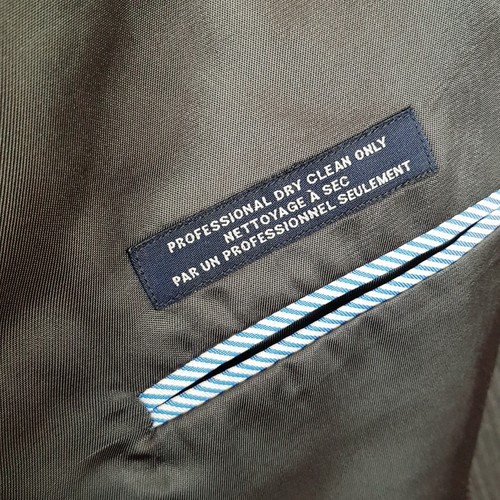 PROFESSIONAL DRY CLEAN ONLY
NETTOYAGE À SEC
PAR UN PROFESSIONNEL SEULEMENT